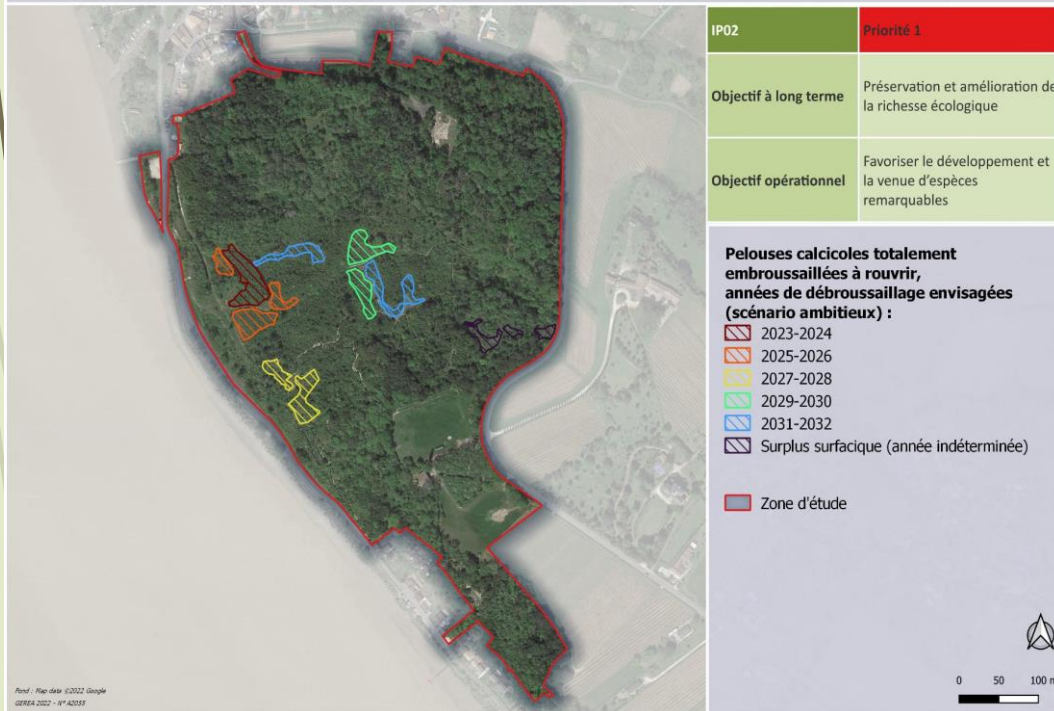 IP02
Priorité 1
Objectif à long terme
Préservation et amélioration de
la richesse écologique
Objectif opérationnel
Favoriser le développement et
la venue d'espèces
remarquables
Pelouses calcicoles totalement
embroussaillées à rouvrir,
années de débroussaillage envisagées
(scénario ambitieux) :
2023-2024
2025-2026
2027-2028
2029-2030
2031-2032
Surplus surfacique (année indéterminée)
Zone d'étude
0 50 100 m
Fond : Map data ©2022 Google
GEREA 2022 - N° A2035